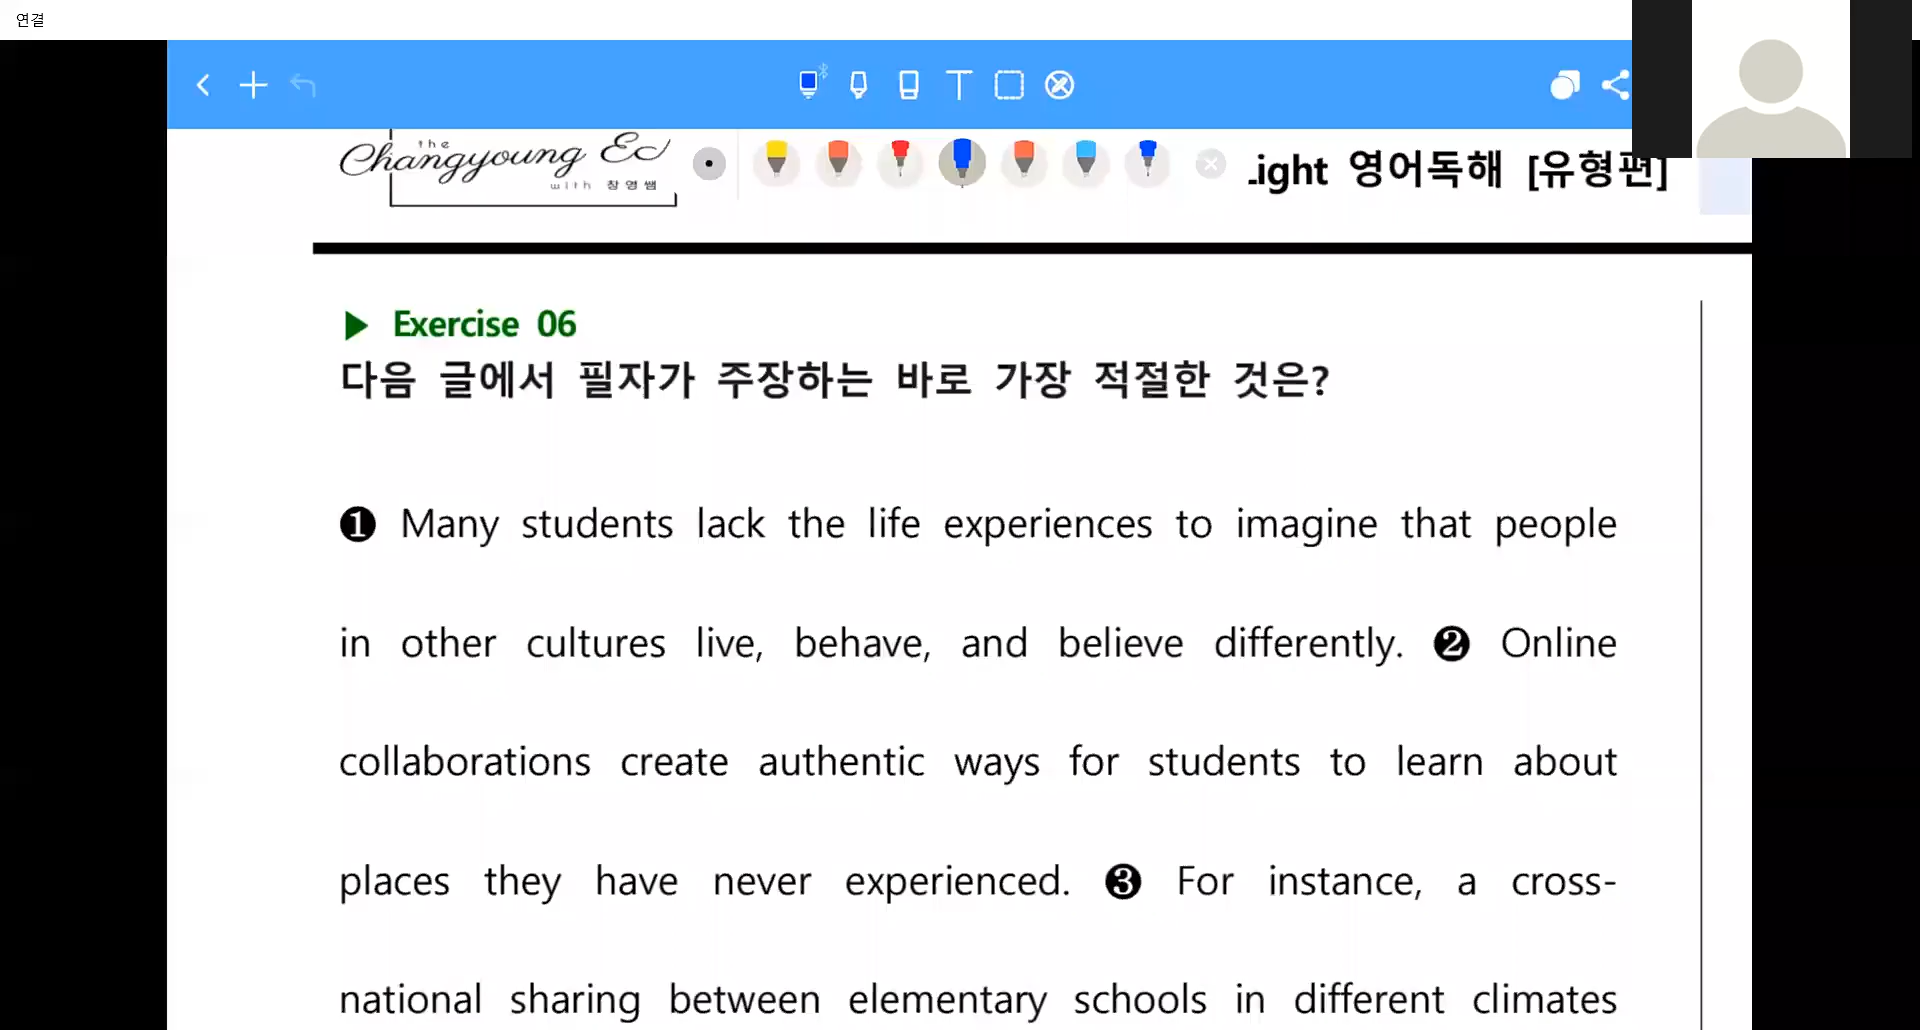 연결
the
Changyoung Ed
with 창영쌤
ight 영어독해 [유형편]
▶ Exercise 06
다음 글에서 필자가 주장하는 바로 가장 적절한 것은?
❶ Many students lack the life experiences to imagine that people
in other cultures live, behave, and believe differently. ❷ Online
collaborations create authentic ways for students to learn about
places they have never experienced. ❸ For instance, a cross-
national sharing between elementary schools in different climates